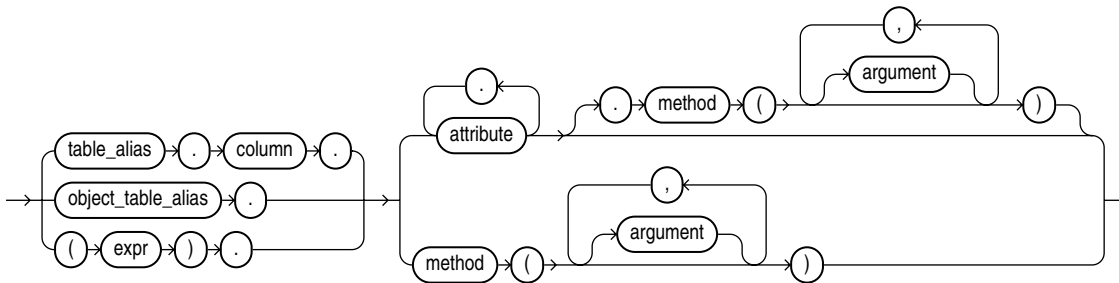 ,
argument
.
. method ( )
attribute
table_alias . column .
object_table_alias .
( expr ) .
,
argument
method ( )